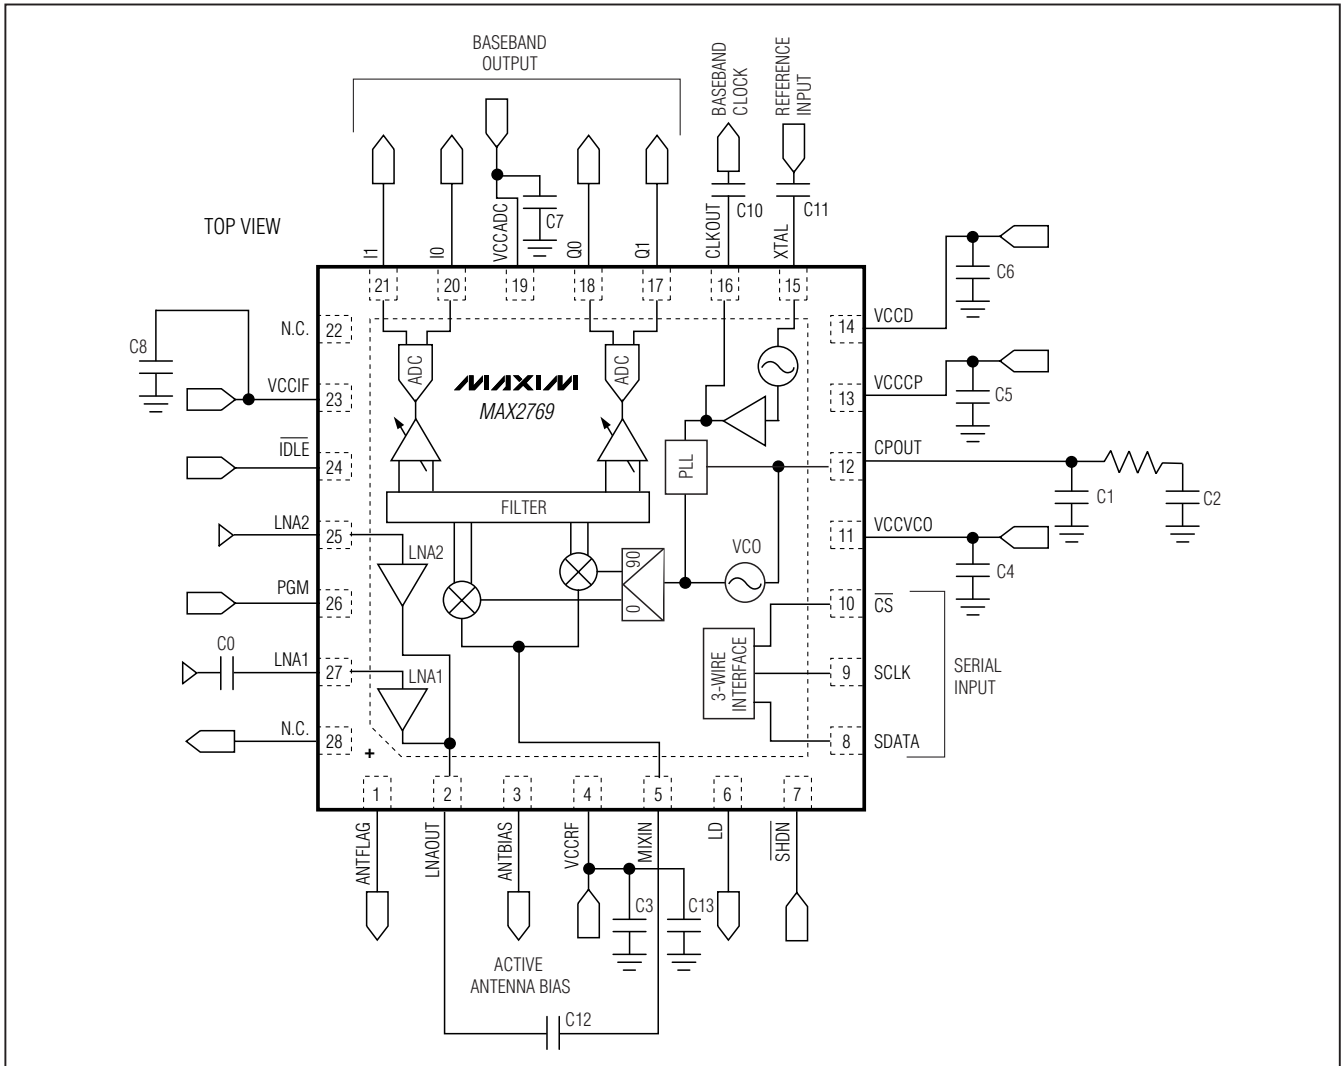 BASEBAND
OUTPUT
BASEBAND
CLOCK
REFERENCE
INPUT
TOP VIEW
I1
I0
VCCADC
C7
Q0
Q1
CLKOUT
C10
XTAL
C11
21
20
19
18
17
16
15
C8
N.C.
22
VCCIF
23
IDLE
24
LNA2
25
PGM
26
C0
LNA1
27
N.C.
28
ADC
MAXIM
MAX2769
ADC
FILTER
PLL
LNA2
LNA1
90
0
VCO
3-WIRE
INTERFACE
14
VCCD
C6
13
VCCCP
C5
12
CPOUT
C1
C2
11
VCCVCO
C4
10
CS
9
SCLK
8
SDATA
SERIAL
INPUT
+
1
2
3
4
5
6
7
ANTFLAG
LNAOUT
ANTBIAS
VCCRF
MIXIN
LD
SHDN
C3
C13
ACTIVE
ANTENNA BIAS
C12